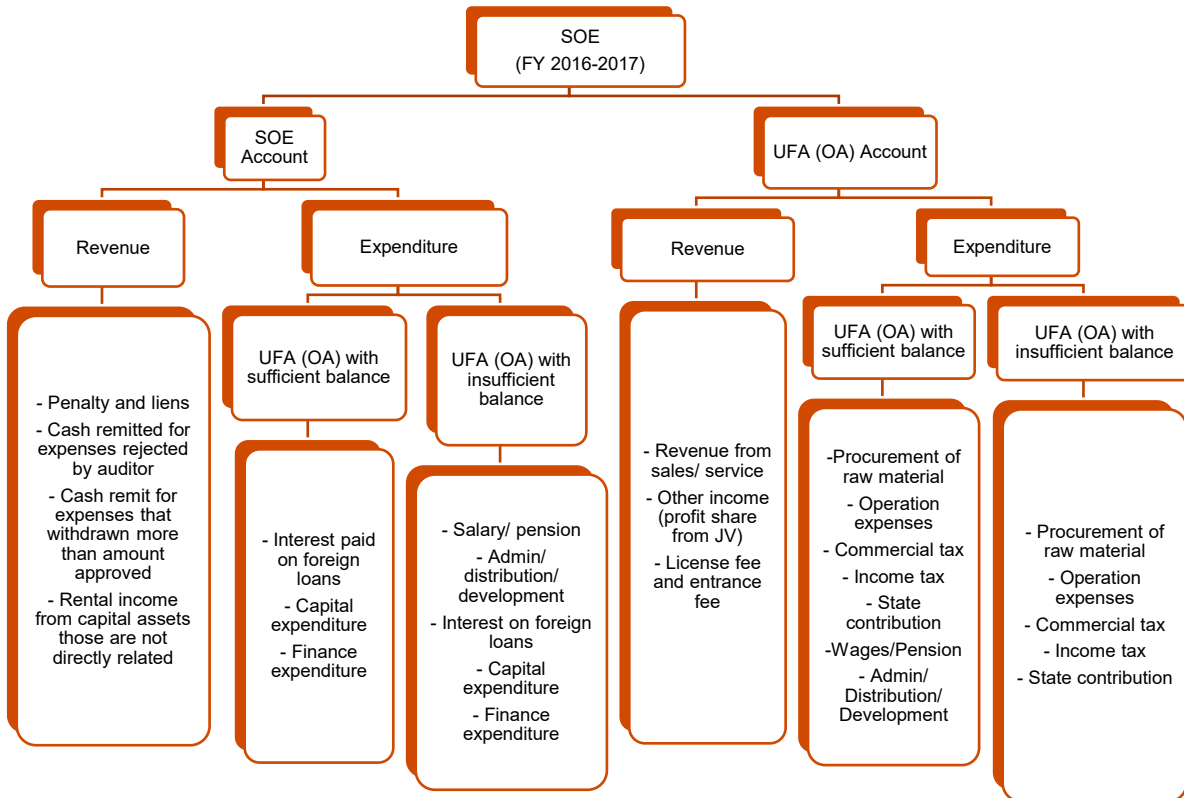 SOE
(FY 2016-2017)
SOE
Account
UFA (OA) Account
Revenue
Expenditure
Revenue
Expenditure
UFA (OA) with
sufficient balance
UFA (OA) with
insufficient
balance
UFA (OA) with
sufficient balance
UFA (OA) with
insufficient balance
- Penalty and liens
- Cash remitted for
expenses rejected
by auditor
- Cash remit for
expenses that
withdrawn more
than amount
approved
- Rental income
from capital assets
those are not
directly related
- Interest paid
on foreign
loans
- Capital
expenditure
- Finance
expenditure
- Salary/ pension
- Admin/
distribution/
development
- Interest on foreign
loans
- Capital
expenditure
- Finance
expenditure
- Revenue from
sales/ service
- Other income
(profit share
from JV)
- License fee
and entrance
fee
-Procurement of
raw material
- Operation
expenses
- Commercial tax
- Income tax
- State
contribution
-Wages/Pension
- Admin/
Distribution/
Development
- Procurement of
raw material
- Operation
expenses
- Commercial tax
- Income tax
- State contribution